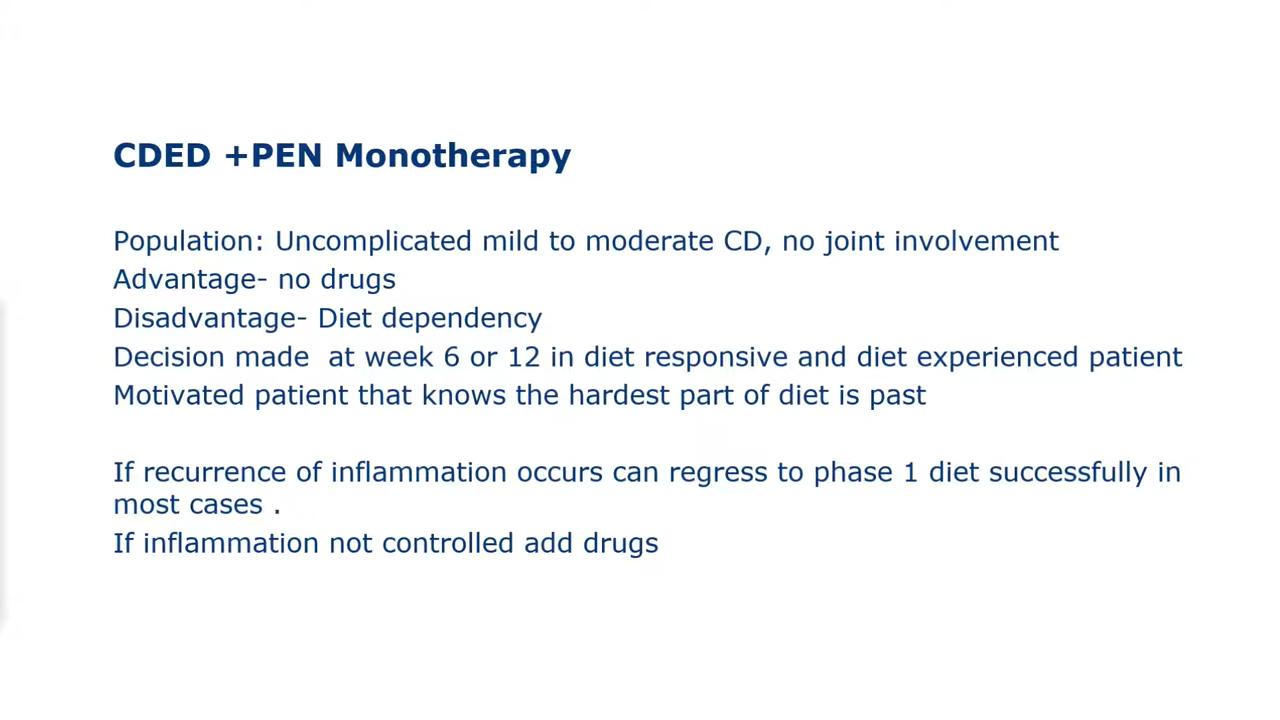 CDED +PEN Monotherapy
Population: Uncomplicated mild to moderate CD, no joint involvement
Advantage- no drugs
Disadvantage- Diet dependency
Decision made  at week 6 or 12 in diet responsive and diet experienced patient
Motivated patient that knows the hardest part of diet is past
If recurrence of inflammation occurs can regress to phase 1 diet successfully in
most cases .
If inflammation not controlled add drugs